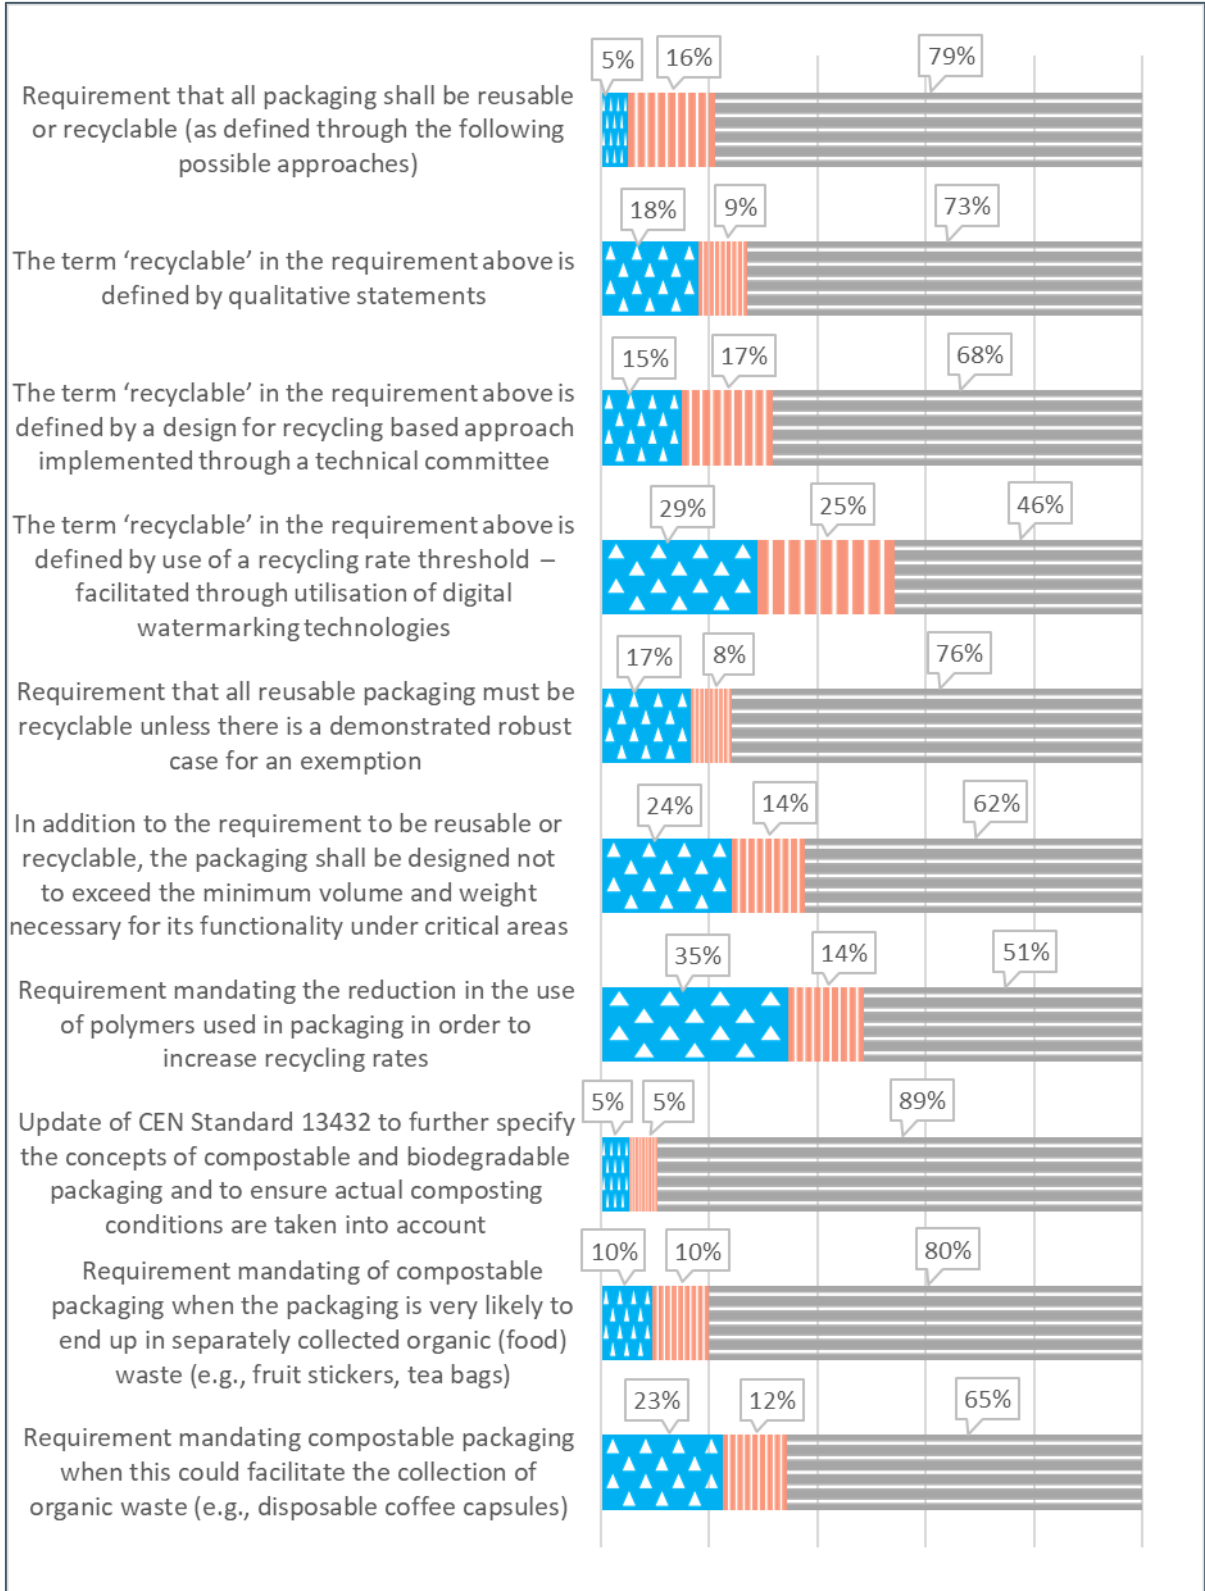 5% 16% 79%
Requirement that all packaging shall be reusable
or recyclable (as defined through the following
possible approaches)
18% 9% 73%
The term ‘recyclable’ in the requirement above is
defined by qualitative statements
15% 17% 68%
The term ‘recyclable’ in the requirement above is
defined by a design for recycling based approach
implemented through a technical committee
29% 25% 46%
The term ‘recyclable’ in the requirement above is
defined by use of a recycling rate threshold –
facilitated through utilisation of digital
watermarking technologies
17% 8% 76%
Requirement that all reusable packaging must be
recyclable unless there is a demonstrated robust
case for an exemption
24% 14% 62%
In addition to the requirement to be reusable or
recyclable, the packaging shall be designed not
to exceed the minimum volume and weight
necessary for its functionality under critical areas
35% 14% 51%
Requirement mandating the reduction in the use
of polymers used in packaging in order to
increase recycling rates
5% 5% 89%
Update of CEN Standard 13432 to further specify
the concepts of compostable and biodegradable
packaging and to ensure actual composting
conditions are taken into account
10% 10% 80%
Requirement mandating of compostable
packaging when the packaging is very likely to
end up in separately collected organic (food)
waste (e.g., fruit stickers, tea bags)
23% 12% 65%
Requirement mandating compostable packaging
when this could facilitate the collection of
organic waste (e.g., disposable coffee capsules)